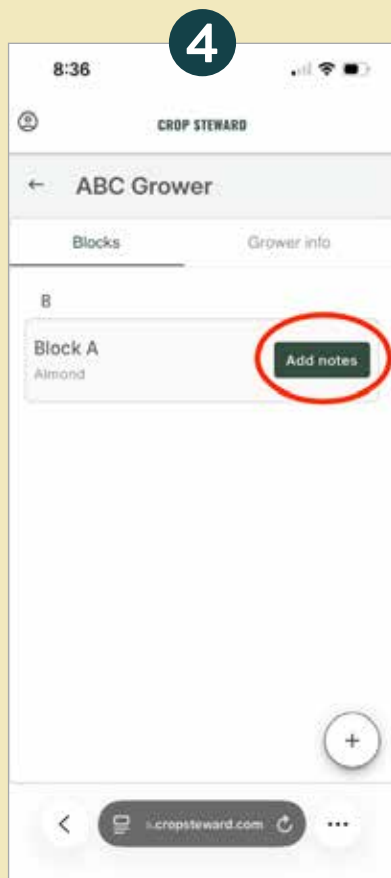 4
8:36
CROP STEWARD
← ABC Grower
Blocks Grower info
B
Block A
Add notes
Almond
+
s.cropsteward.com
...